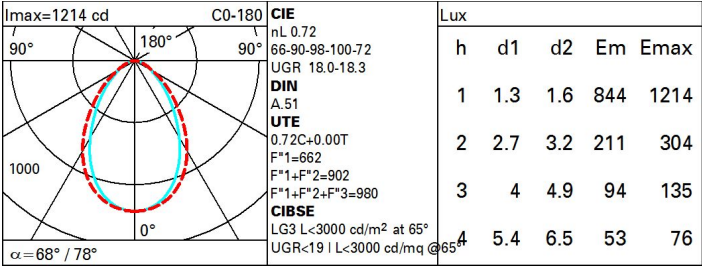 Imax=1214 cd C0-180
90° 180° 90°
1000
0°
α=68° / 78°
CIE
nL 0.72
66-90-98-100-72
UGR 18.0-18.3
DIN
A.51
UTE
0.72C+0.00T
F"1=662
F"1+F"2=902
F"1+F"2+F"3=980
CIBSE
LG3 L<3000 cd/m² at 65°
UGR<19 | L<3000 cd/mq @65°
Lux
h d1 d2 Em Emax
1 1.3 1.6 844 1214
2 2.7 3.2 211 304
3 4 4.9 94 135
4 5.4 6.5 53 76